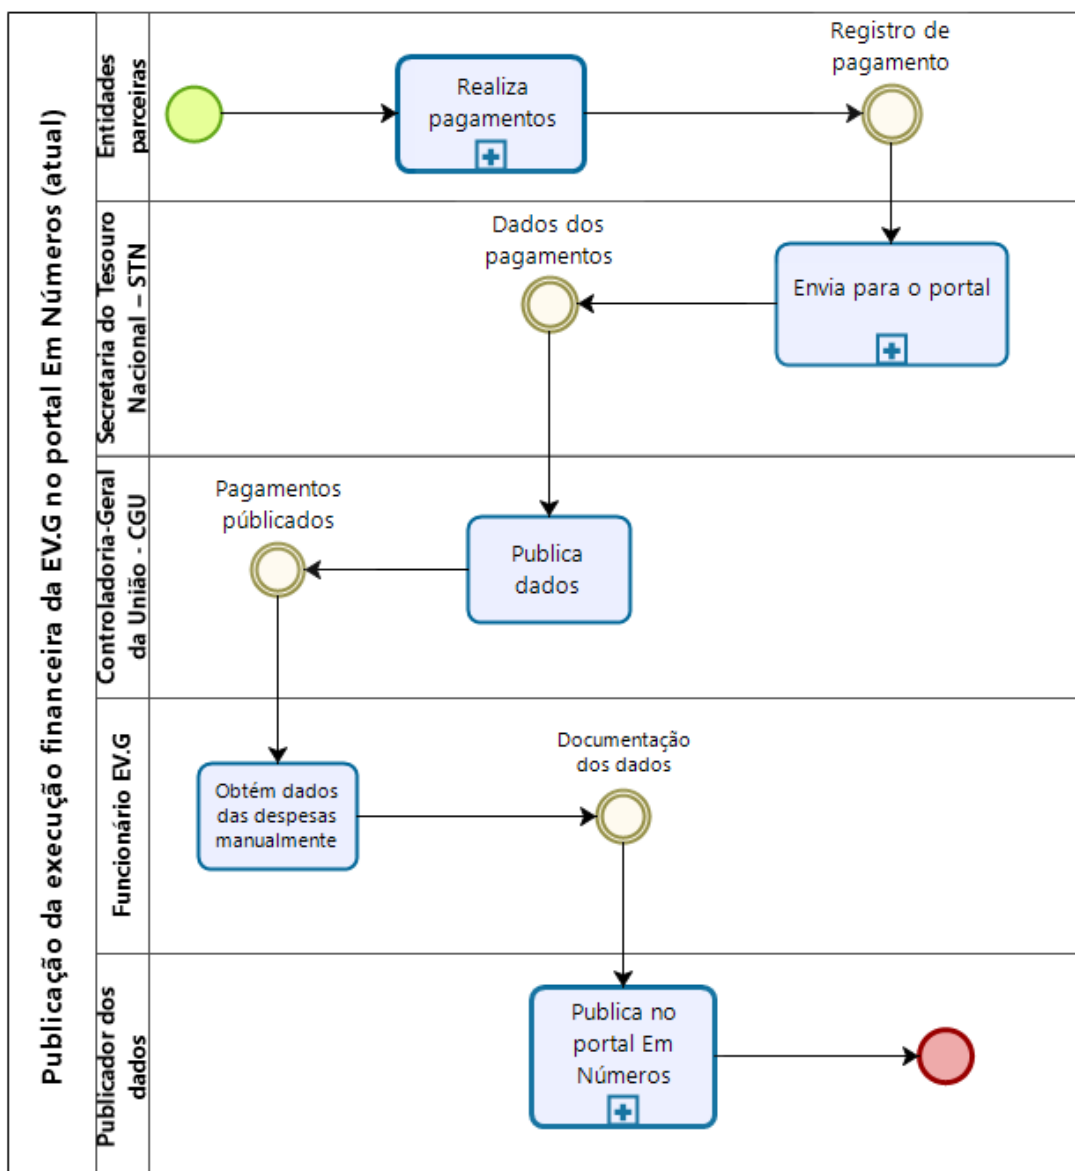 Publicação da execução financeira da EV.G no portal Em Números (atual)
Entidades
parceiras
Realiza
pagamentos
Registro de
pagamento
Secretaria do Tesouro
Nacional – STN
Dados dos
pagamentos
Envia para o portal
Controladoria-Geral
da União - CGU
Pagamentos
públicados
Publica
dados
Funcionário EV.G
Obtém dados
das despesas
manualmente
Documentação
dos dados
Publicador dos
dados
Publica no
portal Em
Números